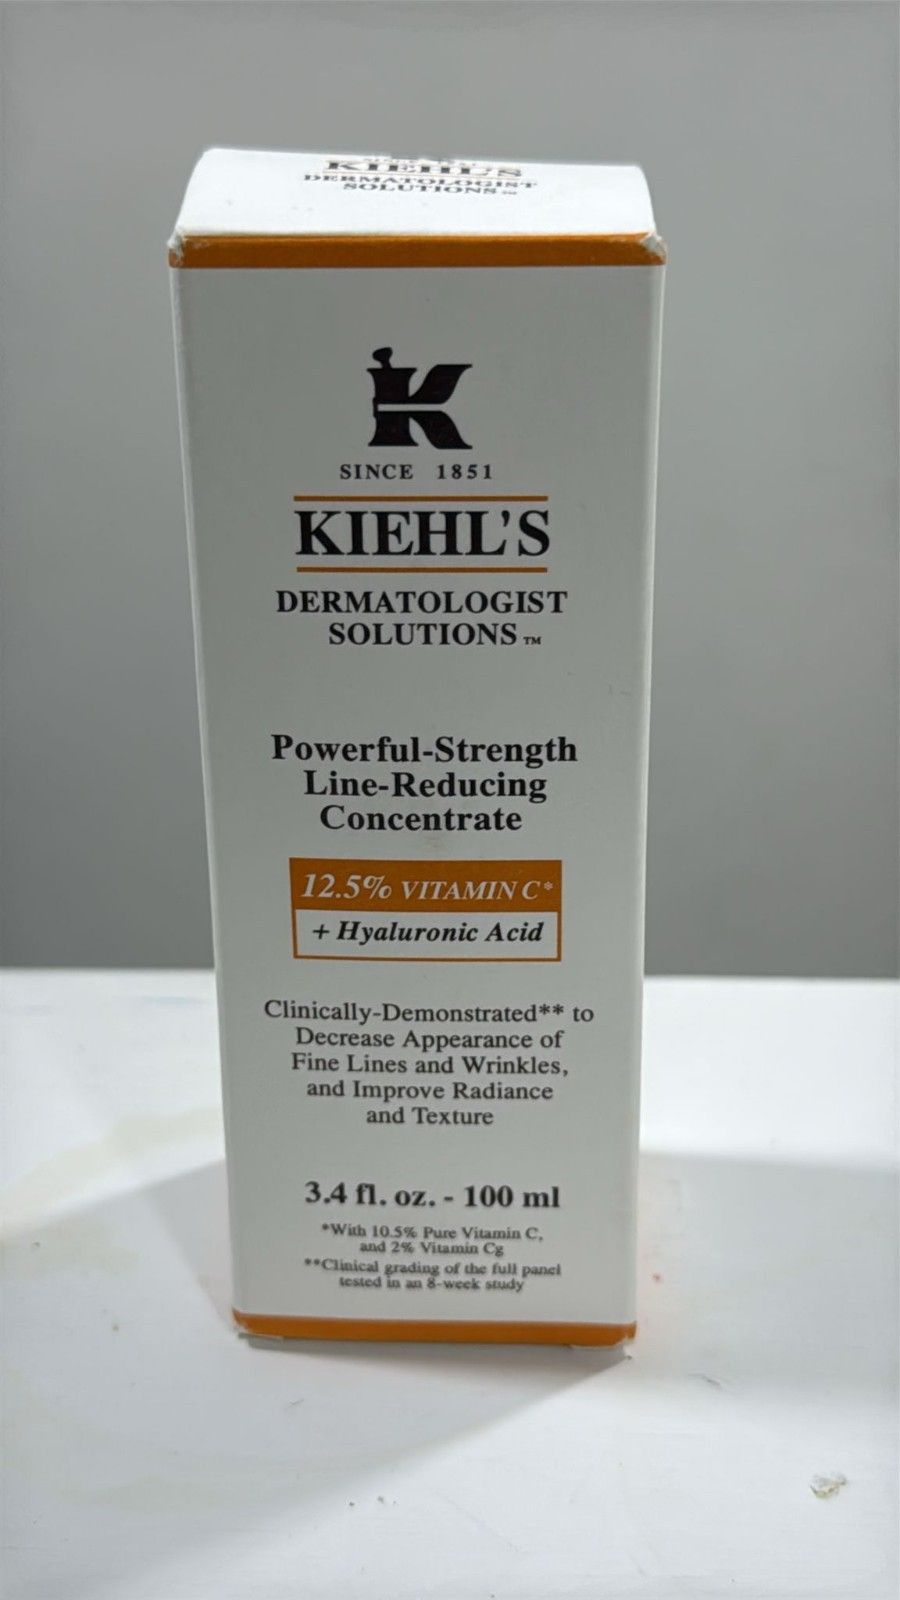 KIEHL'S
DERMATOLOGIST
SOLUTIONS
SINCE 1851
KIEHL'S
DERMATOLOGIST
SOLUTIONS™
Powerful-Strength
Line-Reducing
Concentrate
12.5% VITAMIN C*
+ Hyaluronic Acid
Clinically-Demonstrated** to
Decrease Appearance of
Fine Lines and Wrinkles,
and Improve Radiance
and Texture
3.4 fl. oz. - 100 ml
*With 10.5% Pure Vitamin C,
and 2% Vitamin Cg
**Clinical grading of the full panel
tested in an 8-week study